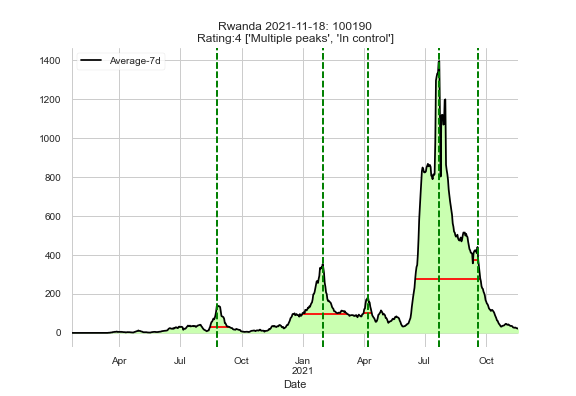 Rwanda 2021-11-18: 100190
Rating:4 ['Multiple peaks', 'In control']
Average-7d
1400
1200
1000
800
600
400
200
0
Apr Jul Oct Jan Apr Jul Oct
2021
Date